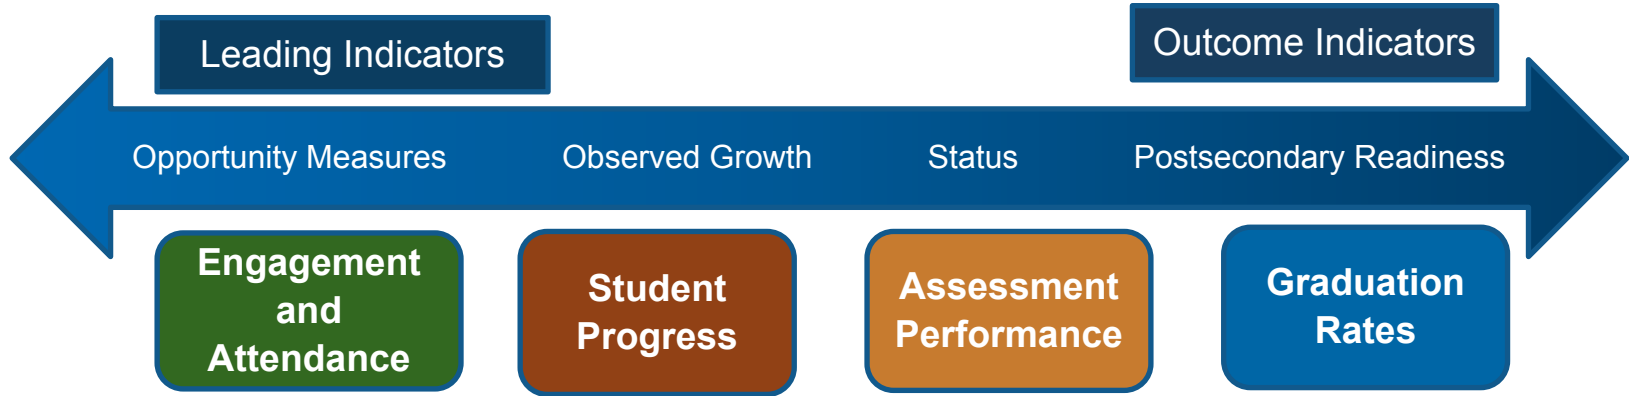 Leading Indicators
Outcome Indicators
Opportunity Measures
Observed Growth
Status
Postsecondary Readiness
Engagement
and
Attendance
Student
Progress
Assessment
Performance
Graduation
Rates